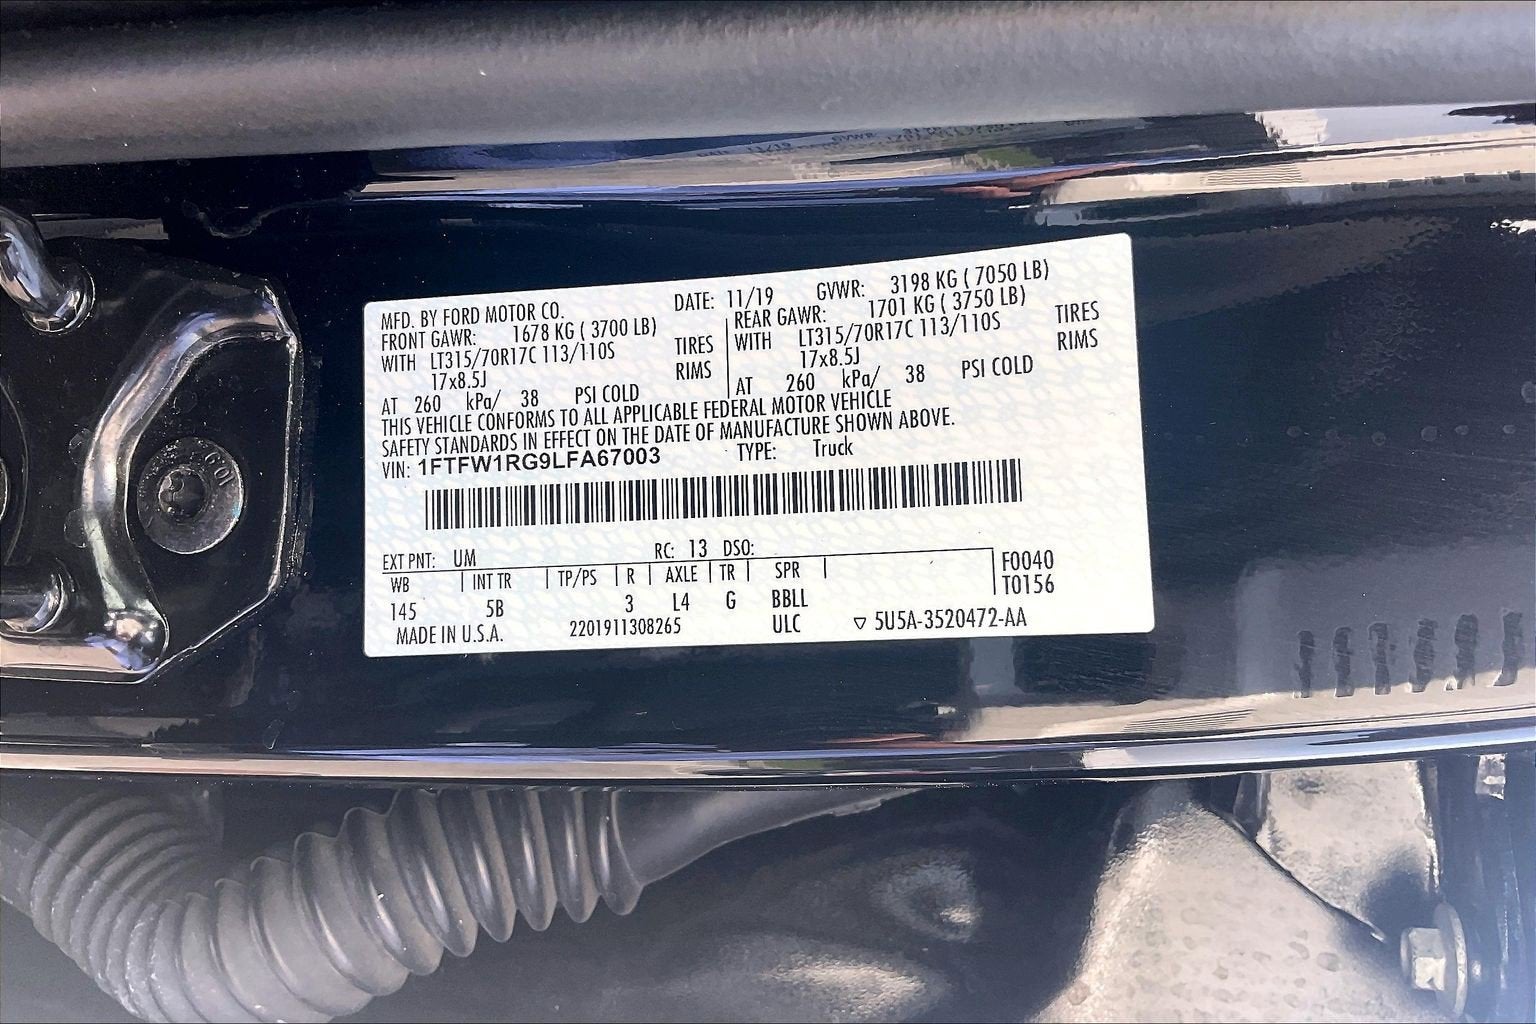 MFD. BY FORD MOTOR CO. DATE: 11/19 GVWR: 3198 KG ( 7050 LB)
FRONT GAWR: 1678 KG ( 3700 LB) REAR GAWR: 1701 KG ( 3750 LB)
WITH LT315/70R17C 113/110S TIRES WITH LT315/70R17C 113/110S TIRES
17x8.5J RIMS 17x8.5J RIMS
AT 260 kPa/ 38 PSI COLD AT 260 kPa/ 38 PSI COLD
THIS VEHICLE CONFORMS TO ALL APPLICABLE FEDERAL MOTOR VEHICLE
SAFETY STANDARDS IN EFFECT ON THE DATE OF MANUFACTURE SHOWN ABOVE.
VIN: 1FTFW1RG9LFA67003 TYPE: Truck
EXT PNT: UM RC: 13 DSO:
WB INT TR TP/PS R AXLE TR SPR F0040
145 5B 3 L4 G BBLL T0156
MADE IN U.S.A. 2201911308265 ULC ▽ 5U5A-3520472-AA